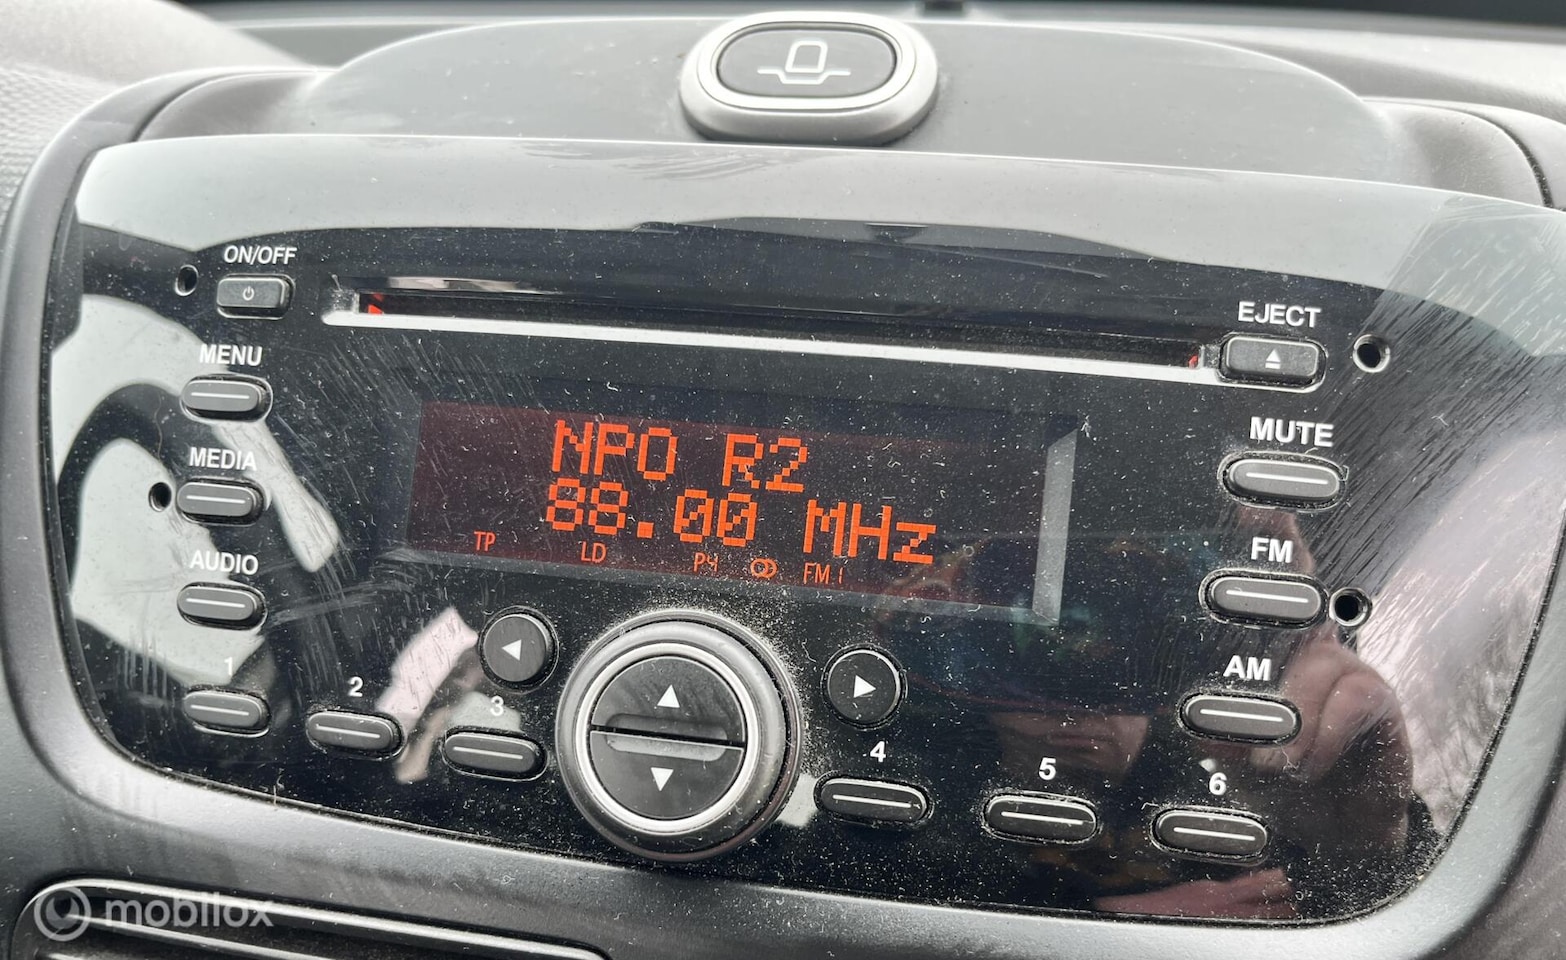 ON/OFF
EJECT
MENU
MUTE
NPO R2
MEDIA
88.00 MHz
TP LD P4 FM1
FM
AUDIO
AM
1
2
3
4
5
6
mobilox